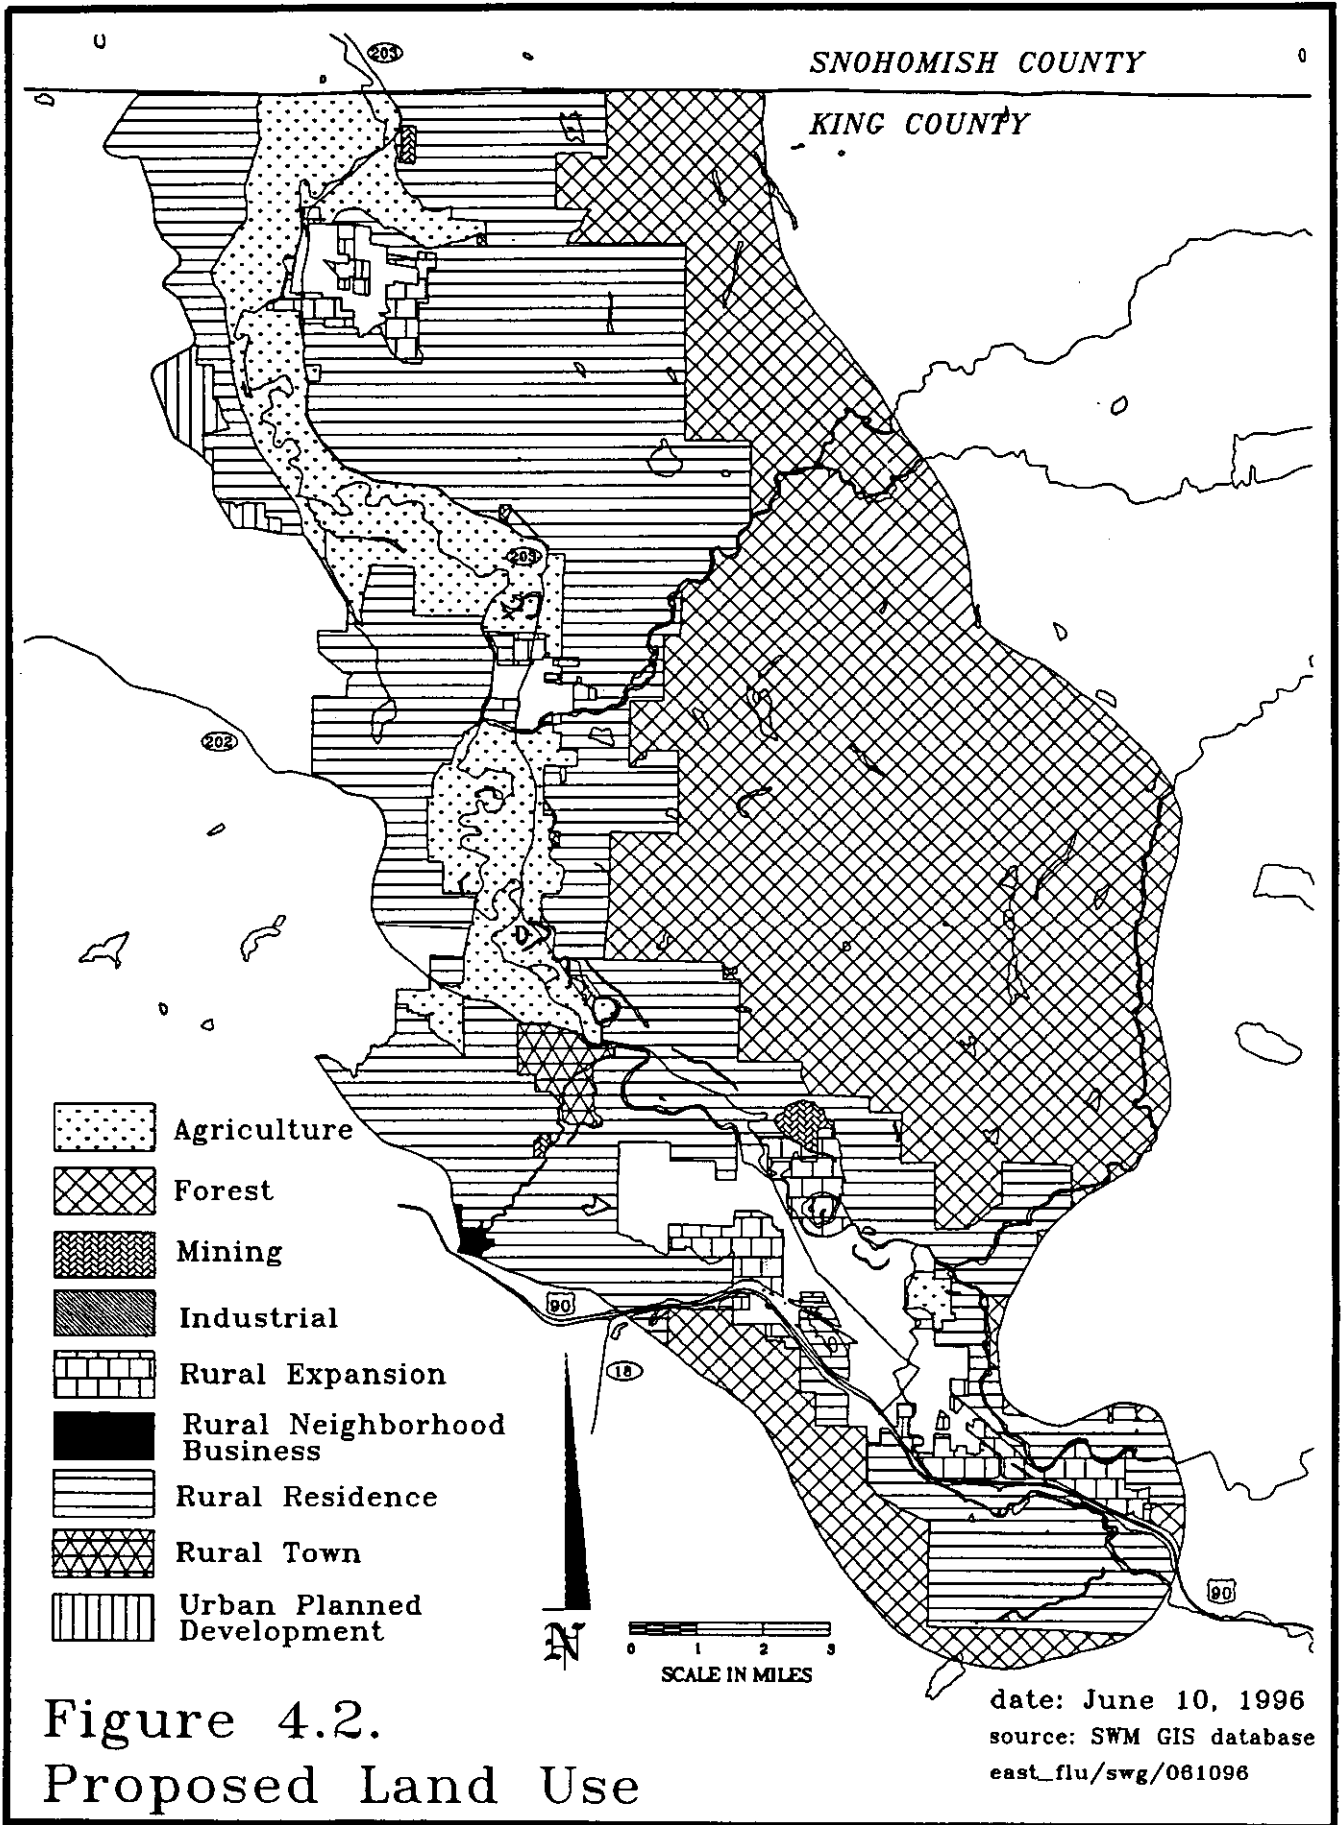 203
SNOHOMISH COUNTY
KING COUNTY
203
202
90
18
90
Agriculture
Forest
Mining
Industrial
Rural Expansion
Rural Neighborhood
Business
Rural Residence
Rural Town
Urban Planned
Development
N
0 1 2 3
SCALE IN MILES
Figure 4.2.
Proposed Land Use
date: June 10, 1996
source: SWM GIS database
east_flu/swg/061096